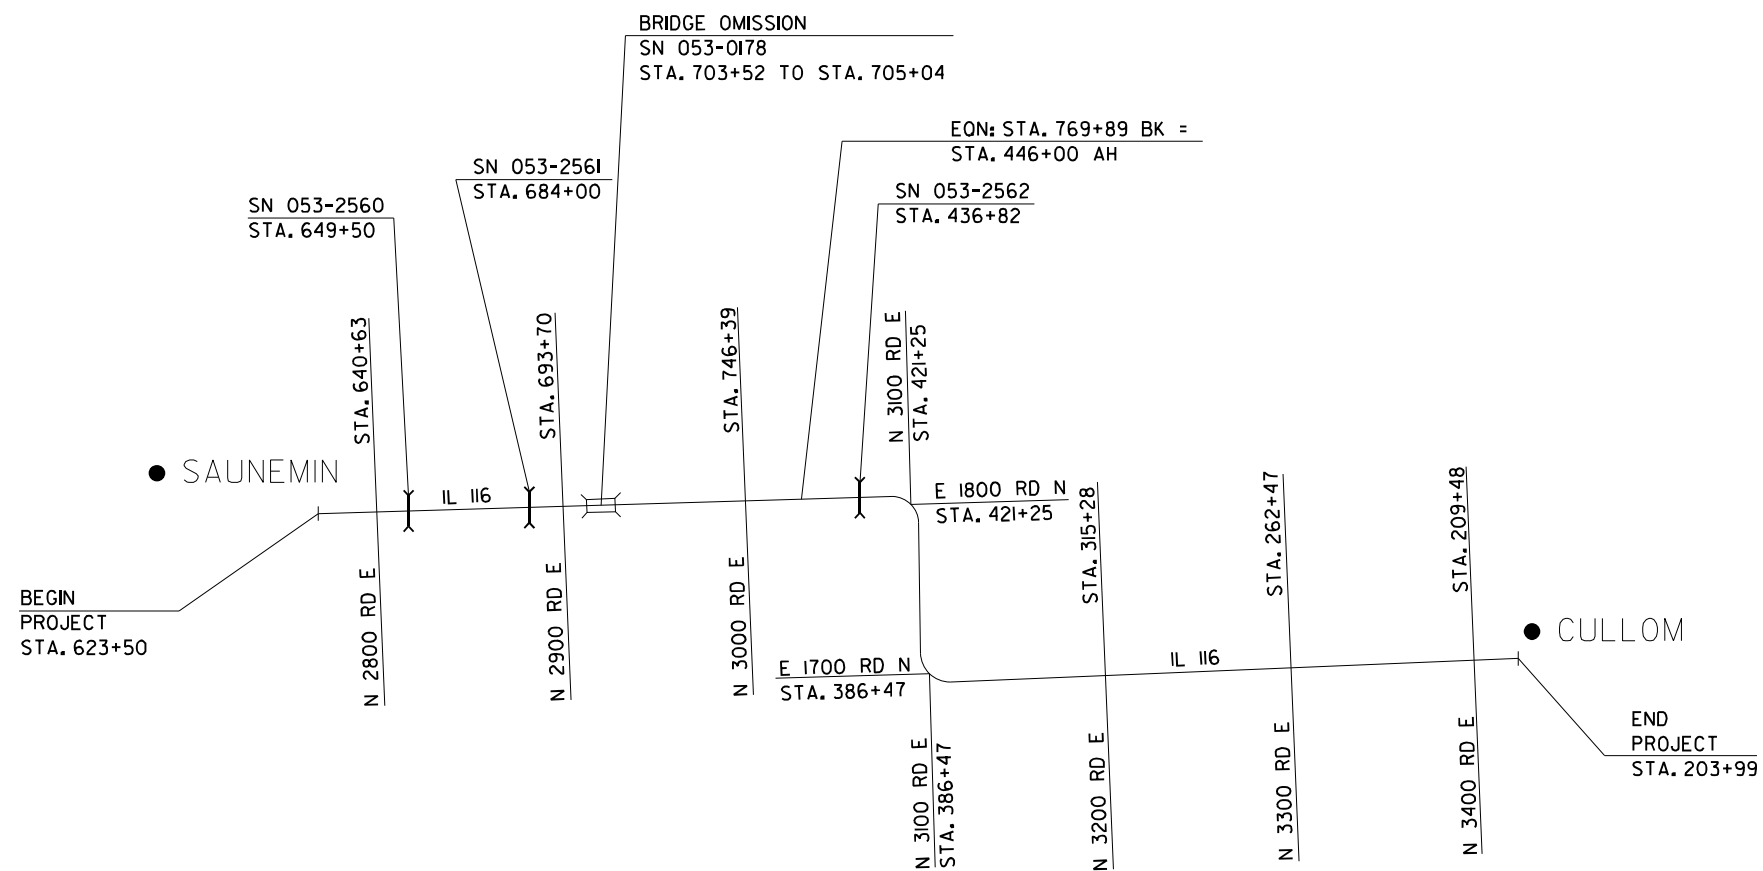 BRIDGE OMISSION
SN 053-0178
STA. 703+52 TO STA. 705+04
EQN: STA. 769+89 BK =
STA. 446+00 AH
SN 053-2561
STA. 684+00
SN 053-2562
STA. 436+82
SN 053-2560
STA. 649+50
STA. 640+63
STA. 693+70
STA. 746+39
N 3100 RD E
STA. 421+25
SAUNEMIN
IL 116
E 1800 RD N
STA. 421+25
STA. 315+28
STA. 262+47
STA. 209+48
BEGIN
PROJECT
STA. 623+50
N 2800 RD E
N 2900 RD E
N 3000 RD E
E 1700 RD N
STA. 386+47
IL 116
CULLOM
N 3100 RD E
STA. 386+47
N 3200 RD E
N 3300 RD E
N 3400 RD E
END
PROJECT
STA. 203+99